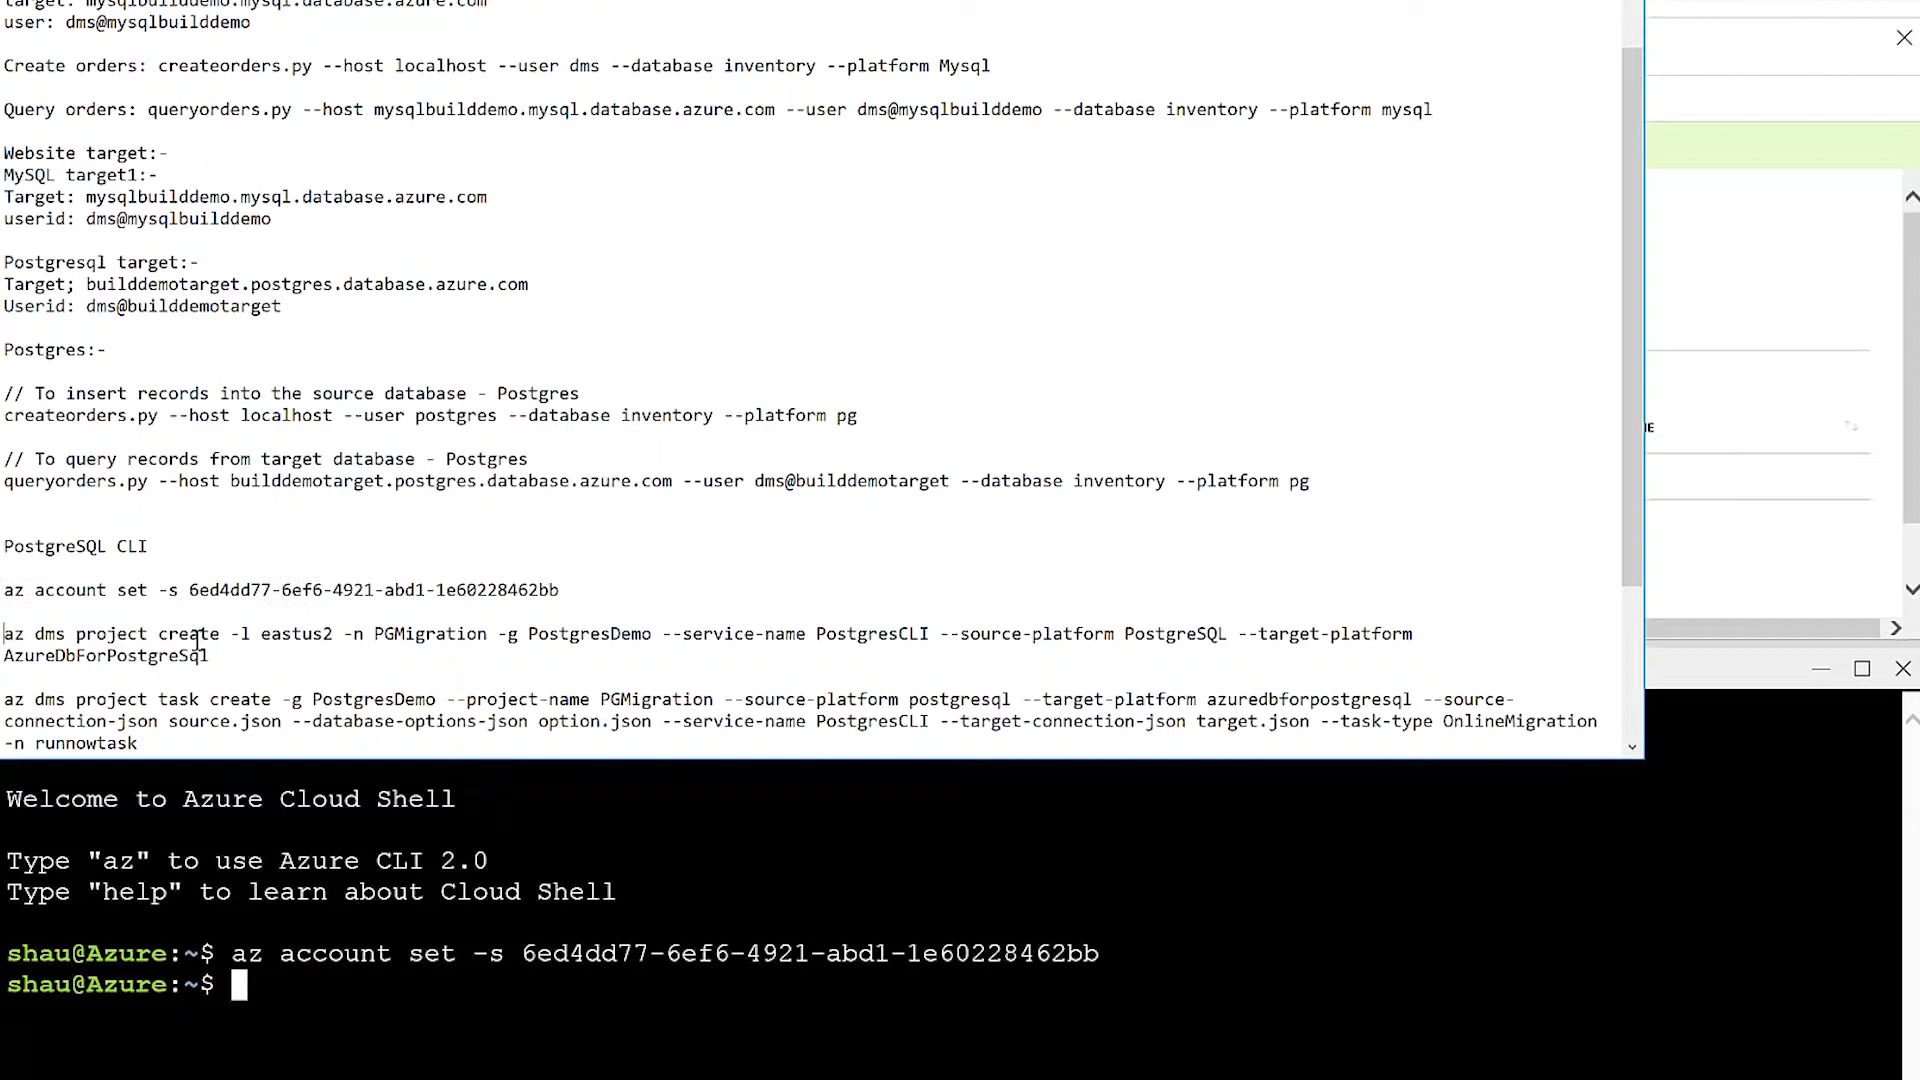 target: mysqlbuilddemo.mysql.database.azure.com
user: dms@mysqlbuilddemo
Create orders: createorders.py --host localhost --user dms --database inventory --platform Mysql
Query orders: queryorders.py --host mysqlbuilddemo.mysql.database.azure.com --user dms@mysqlbuilddemo --database inventory --platform mysql
Website target:-
MySQL target1:-
Target: mysqlbuilddemo.mysql.database.azure.com
userid: dms@mysqlbuilddemo
Postgresql target:-
Target; builddemotarget.postgres.database.azure.com
Userid: dms@builddemotarget
Postgres:-
// To insert records into the source database - Postgres
createorders.py --host localhost --user postgres --database inventory --platform pg
// To query records from target database - Postgres
queryorders.py --host builddemotarget.postgres.database.azure.com --user dms@builddemotarget --database inventory --platform pg
PostgreSQL CLI
az account set -s 6ed4dd77-6ef6-4921-abd1-1e60228462bb
az dms project create -l eastus2 -n PGMigration -g PostgresDemo --service-name PostgresCLI --source-platform PostgreSQL --target-platform
AzureDbForPostgreSql
az dms project task create -g PostgresDemo --project-name PGMigration --source-platform postgresql --target-platform azuredbforpostgresql --source-
connection-json source.json --database-options-json option.json --service-name PostgresCLI --target-connection-json target.json --task-type OnlineMigration
-n runnowtask
Welcome to Azure Cloud Shell
Type "az" to use Azure CLI 2.0
Type "help" to learn about Cloud Shell
shau@Azure:~$ az account set -s 6ed4dd77-6ef6-4921-abd1-1e60228462bb
shau@Azure:~$